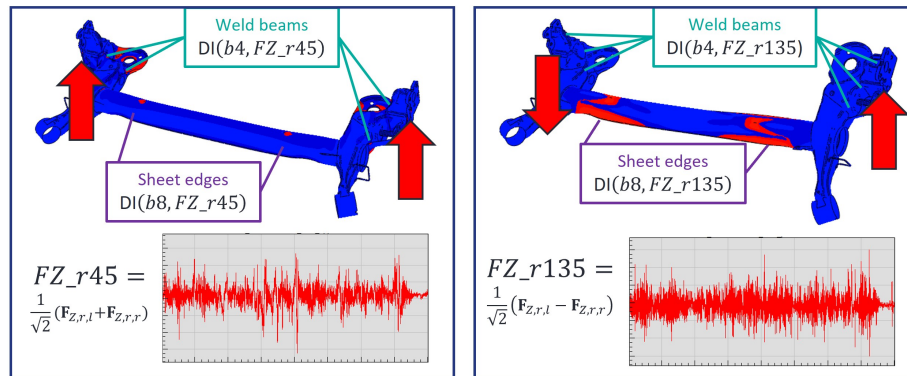 Weld beams
DI(b4, FZ_r45)
Sheet edges
DI(b8, FZ_r45)
FZ_r45 =
1/√2 (F_{Z,r,l}+F_{Z,r,r})
Weld beams
DI(b4, FZ_r135)
Sheet edges
DI(b8, FZ_r135)
FZ_r135 =
1/√2 (F_{Z,r,l} − F_{Z,r,r})